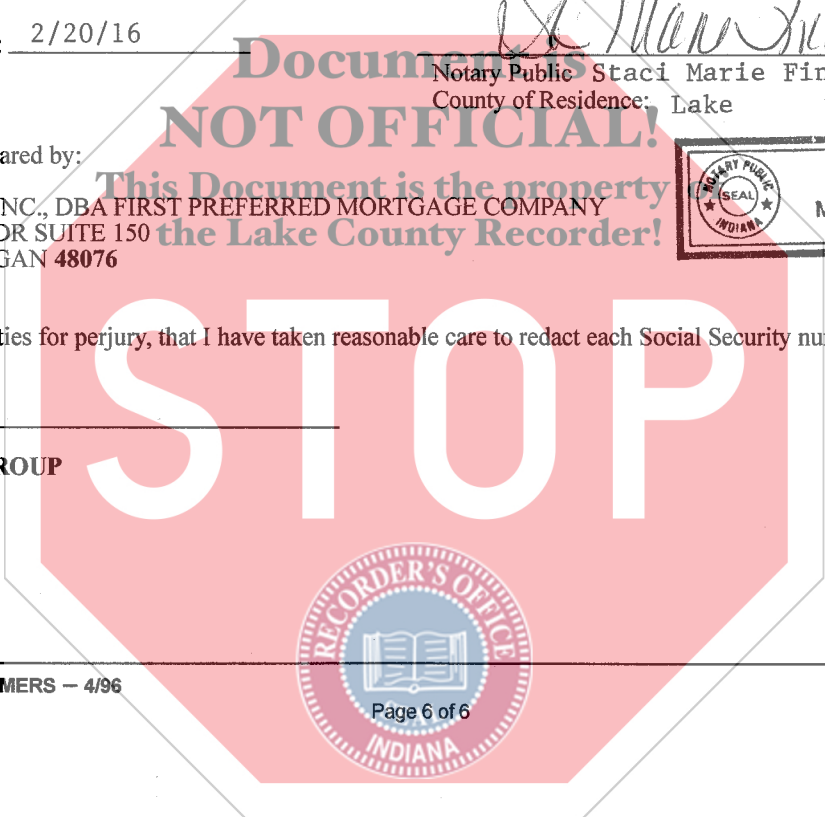 : 2/20/16
Document is
NOT OFFICIAL!
This Document is the property of
the Lake County Recorder!
Notary Public Staci Marie Fin
County of Residence: Lake
ared by:
NC., DBA FIRST PREFERRED MORTGAGE COMPANY
DR SUITE 150
GAN 48076
NOTARY PUBLIC
SEAL
INDIANA
M
ties for perjury, that I have taken reasonable care to redact each Social Security nu
STOP
ROUP
RECORDER'S OFFICE
SEAL
INDIANA
MERS – 4/96
Page 6 of 6